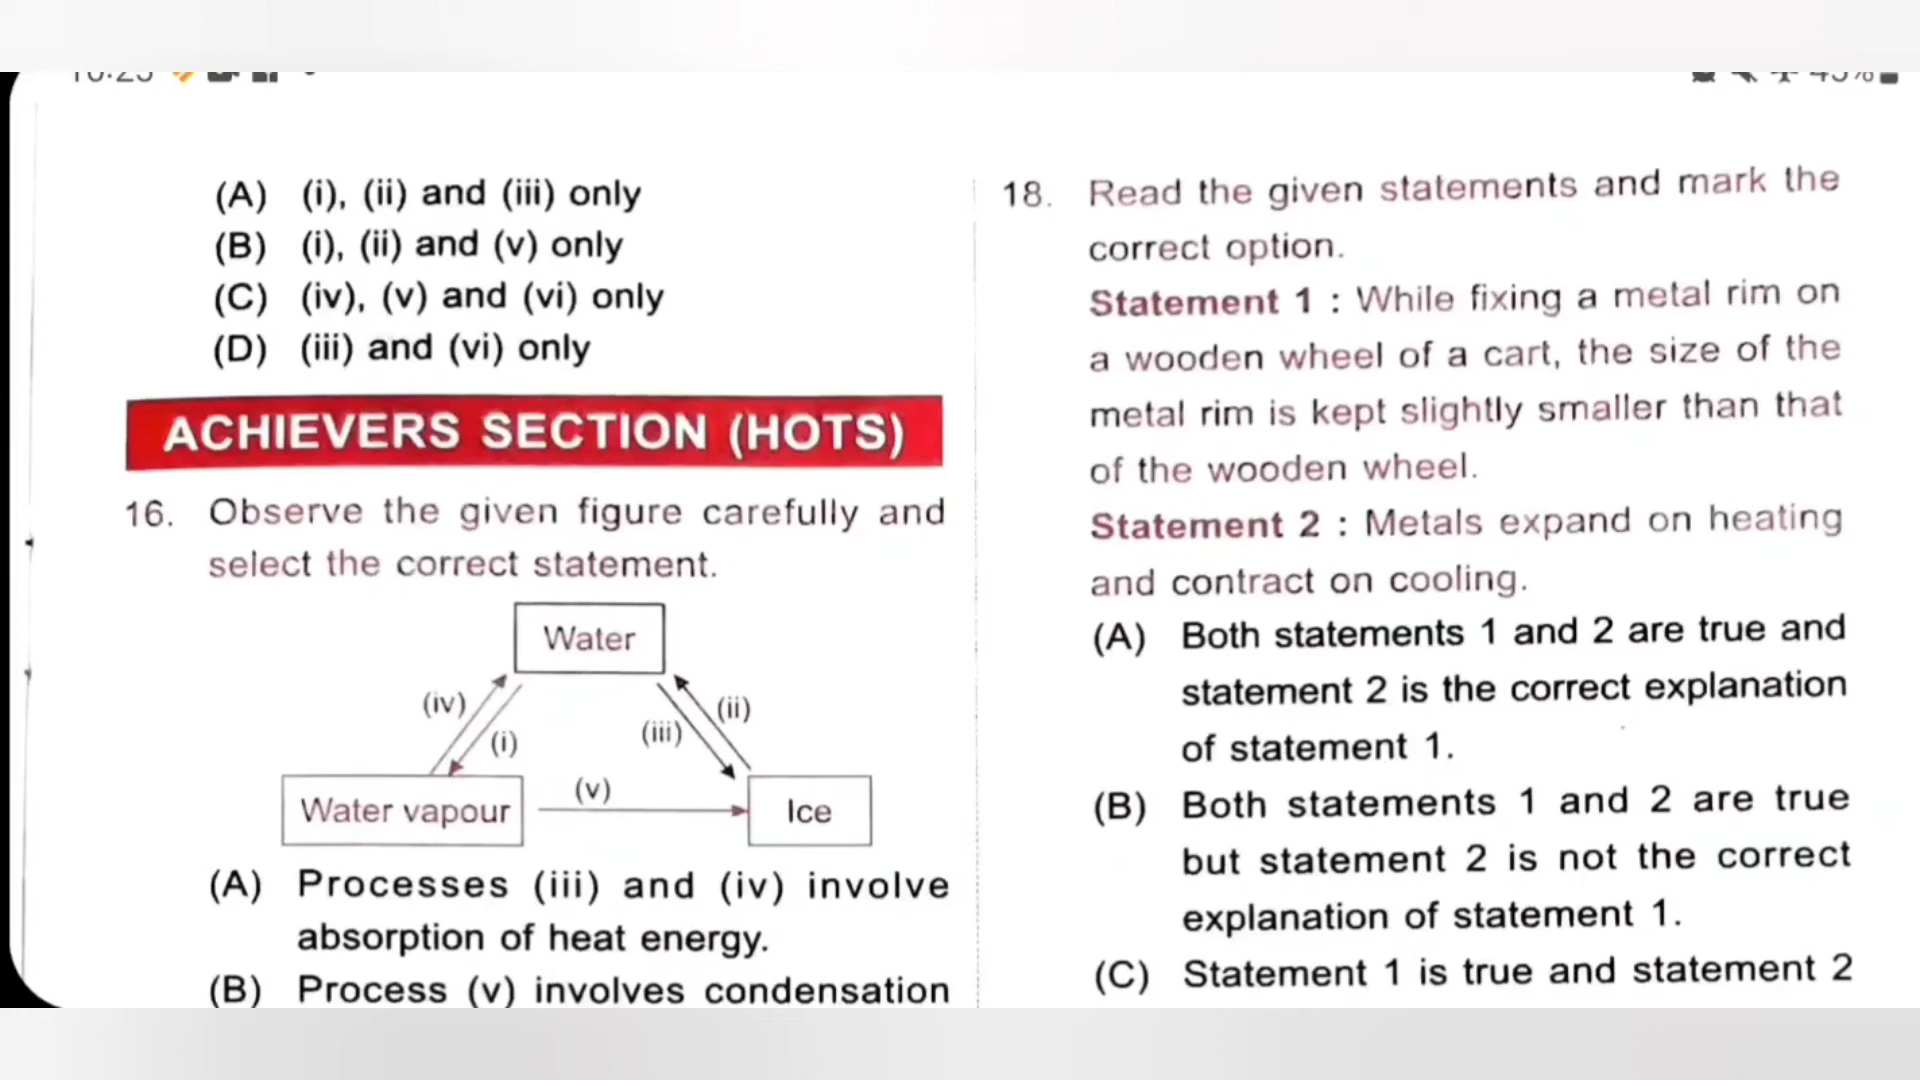 (A) (i), (ii) and (iii) only
(B) (i), (ii) and (v) only
(C) (iv), (v) and (vi) only
(D) (iii) and (vi) only
ACHIEVERS SECTION (HOTS)
16. Observe the given figure carefully and
select the correct statement.
Water
(iv)
(i)
(iii)
(ii)
Water vapour
(v)
Ice
(A) Processes (iii) and (iv) involve
absorption of heat energy.
(B) Process (v) involves condensation
18. Read the given statements and mark the
correct option.
Statement 1 : While fixing a metal rim on
a wooden wheel of a cart, the size of the
metal rim is kept slightly smaller than that
of the wooden wheel.
Statement 2 : Metals expand on heating
and contract on cooling.
(A) Both statements 1 and 2 are true and
statement 2 is the correct explanation
of statement 1.
(B) Both statements 1 and 2 are true
but statement 2 is not the correct
explanation of statement 1.
(C) Statement 1 is true and statement 2